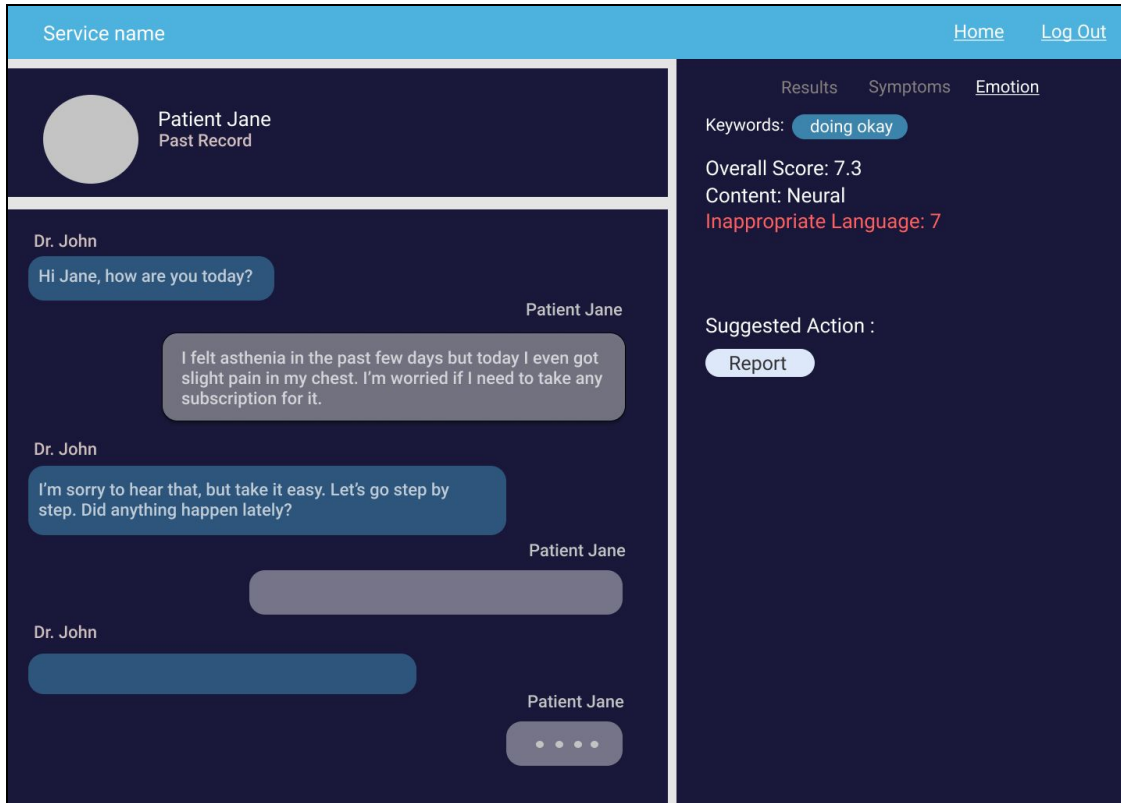 Service name
Home
Log Out
Patient Jane
Past Record
Dr. John
Hi Jane, how are you today?
Patient Jane
I felt asthenia in the past few days but today I even got
slight pain in my chest. I'm worried if I need to take any
subscription for it.
Dr. John
I'm sorry to hear that, but take it easy. Let's go step by
step. Did anything happen lately?
Patient Jane
Dr. John
Patient Jane
Results
Symptoms
Emotion
Keywords:
doing okay
Overall Score: 7.3
Content: Neural
Inappropriate Language: 7
Suggested Action :
Report